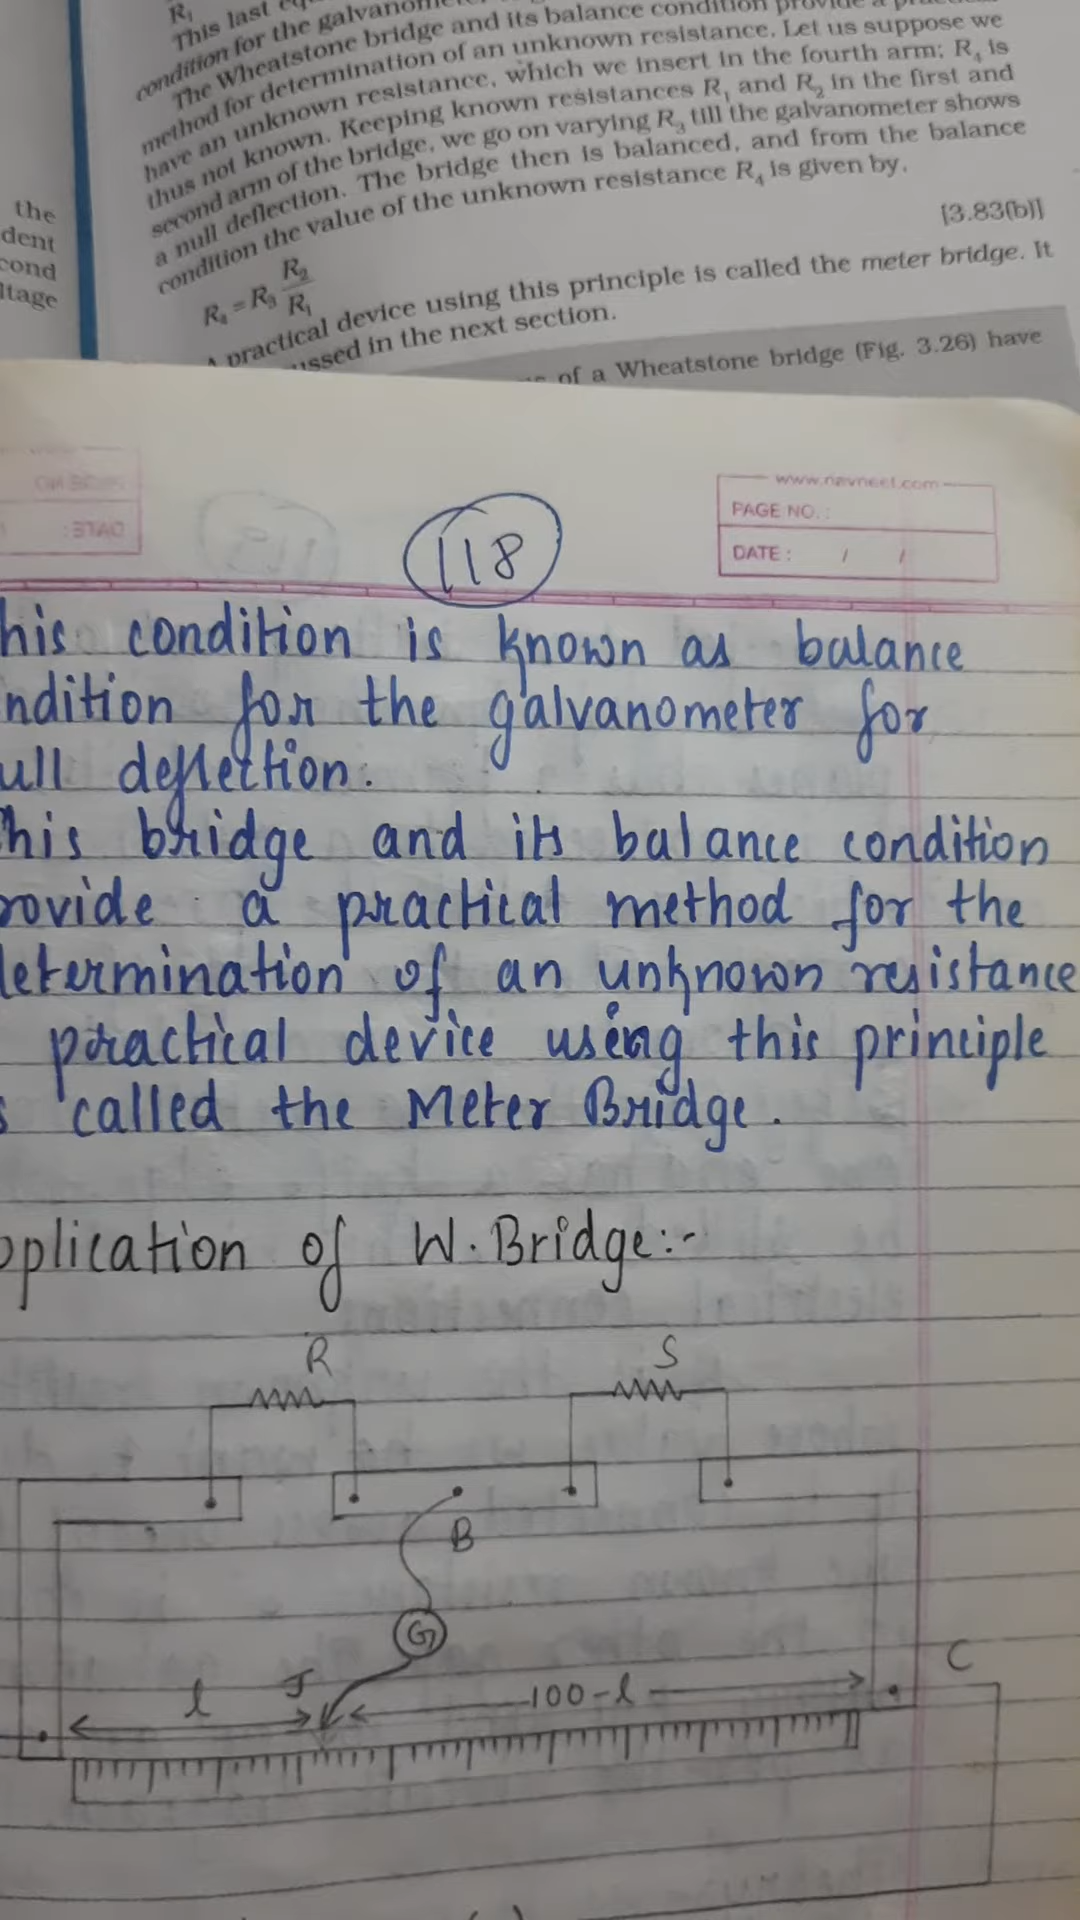 R₁
This last
condition for the
The Wheatstone bridge and its balance condition provide a
method for determination of an unknown resistance. Let us suppose we
have an unknown resistance, which we insert in the fourth arm; R₄ is
thus not known. Keeping known resistances R₁ and R₂ in the first and
second arm of the bridge, we go on varying R₃ till the galvanometer shows
a null deflection. The bridge then is balanced, and from the balance
condition the value of the unknown resistance R₄ is given by,
R₄ = R₃ R₂/R₁
[3.83(b)]
practical device using this principle is called the meter bridge. It
ussed in the next section.
of a Wheatstone bridge (Fig. 3.26) have
the
dent
cond
ltage
www.navneet.com
PAGE NO. :
DATE : / /
118
his condition is known as balance
ndition for the galvanometer for
ull deflection.
his bridge and its balance condition
rovide a practical method for the
determination of an unknown resistance
practical device using this principle
s called the Meter Bridge.
pplication of W. Bridge:-
R
S
B
G
l
J
100-l
C